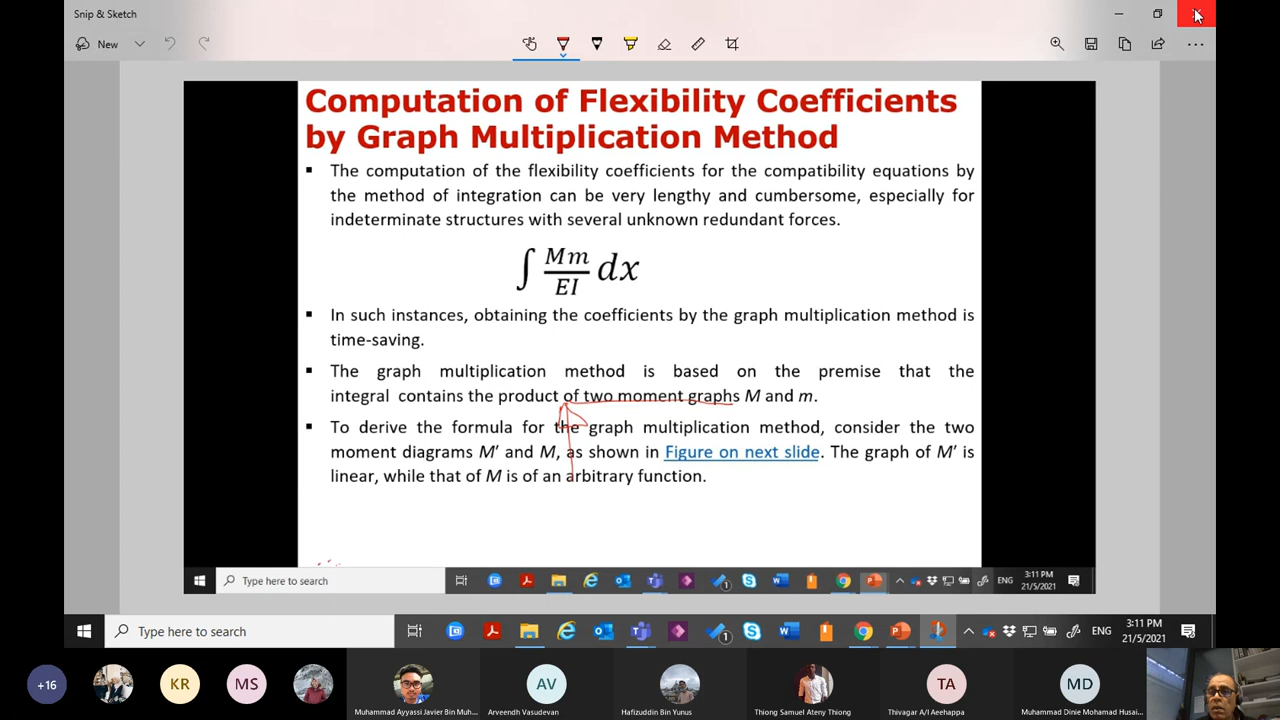 Snip & Sketch
New
Computation of Flexibility Coefficients
by Graph Multiplication Method
▪ The computation of the flexibility coefficients for the compatibility equations by
the method of integration can be very lengthy and cumbersome, especially for
indeterminate structures with several unknown redundant forces.
∫ Mm/EI dx
▪ In such instances, obtaining the coefficients by the graph multiplication method is
time-saving.
▪ The graph multiplication method is based on the premise that the
integral contains the product of two moment graphs M and m.
▪ To derive the formula for the graph multiplication method, consider the two
moment diagrams M′ and M, as shown in Figure on next slide. The graph of M′ is
linear, while that of M is of an arbitrary function.
Type here to search
1
ENG
3:11 PM
21/5/2021
Type here to search
1
ENG
3:11 PM
21/5/2021
+16
KR
MS
AV
TA
MD
Muhammad Ayyassi Javier Bin Muh...
Arveendh Vasudevan
Hafizuddin Bin Yunus
Thiong Samuel Ateny Thiong
Thivagar A/I Aeehappa
Muhammad Dinie Mohamad Husai...